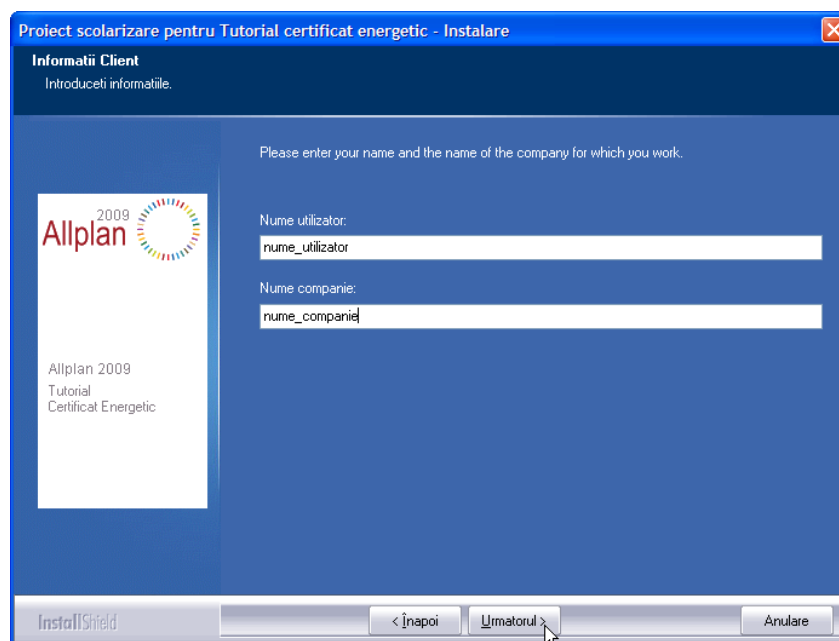 Proiect scolarizare pentru Tutorial certificat energetic - Instalare
Informatii Client
Introduceti informatiile.
Please enter your name and the name of the company for which you work.
2009
Allplan
Nume utilizator:
nume_utilizator
Nume companie:
nume_companie
Allplan 2009
Tutorial
Certificat Energetic
InstallShield
< Înapoi
Urmatorul >
Anulare